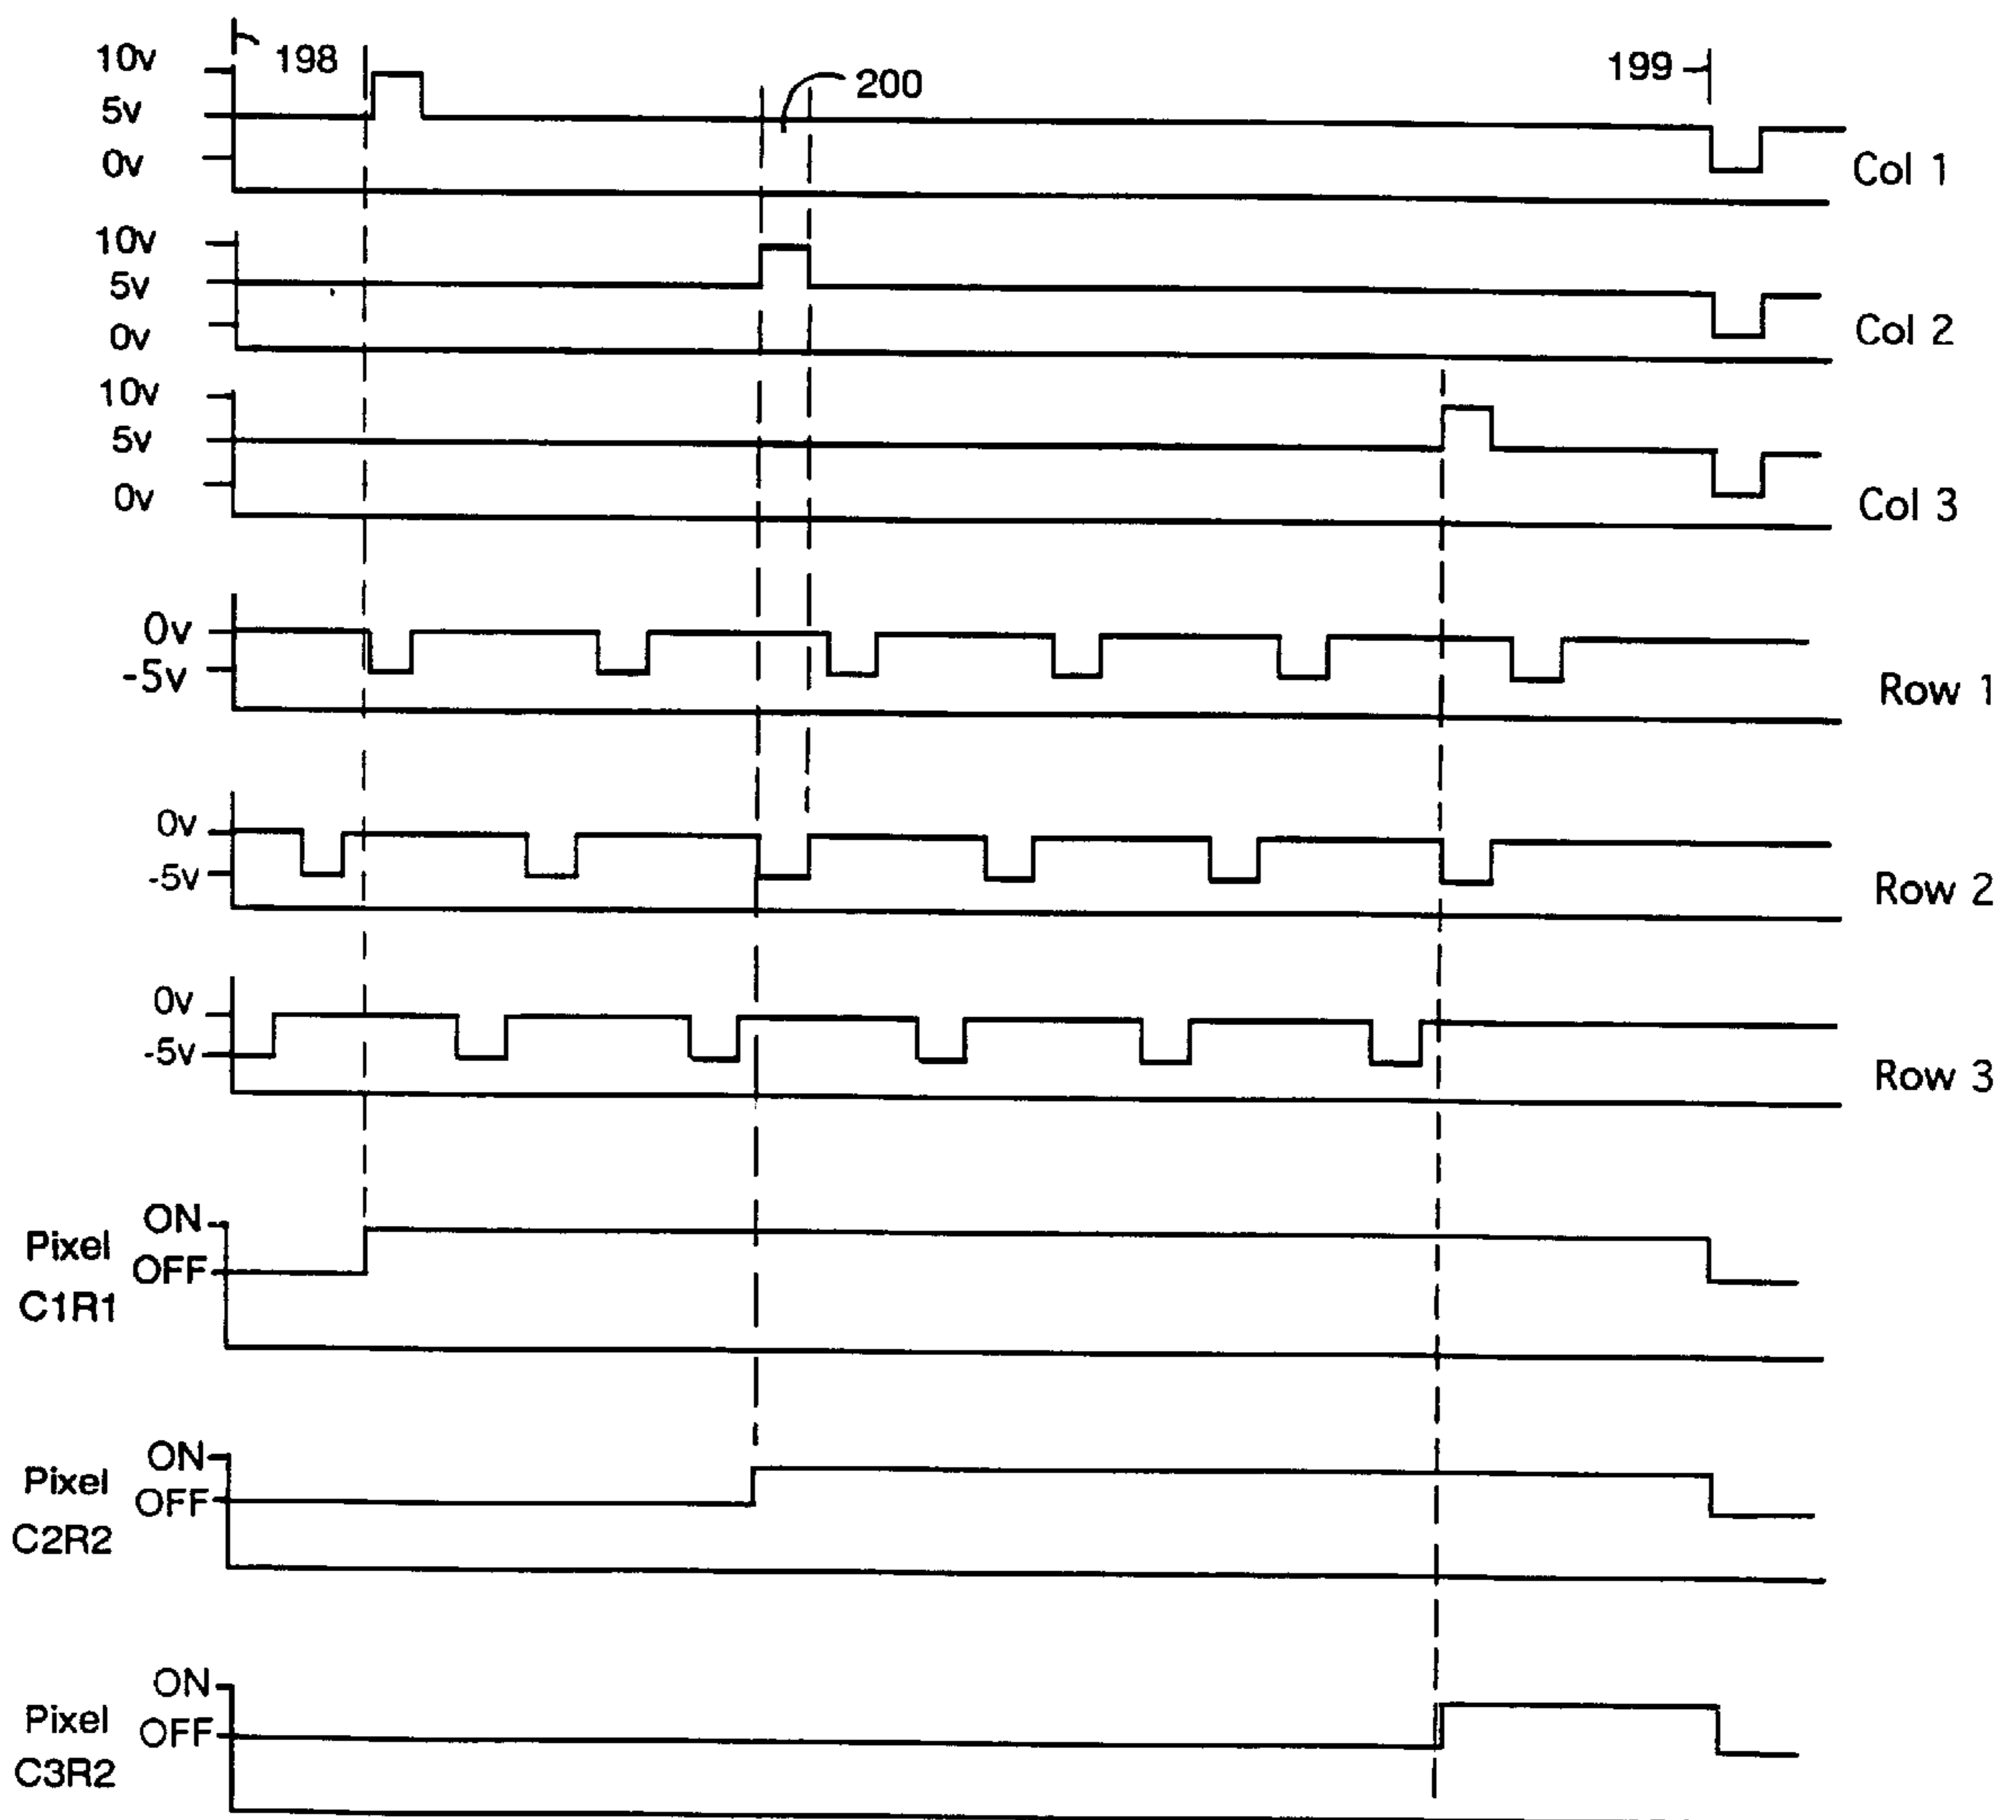 198
199
200
10v
5v
0v
Col 1
10v
5v
0v
Col 2
10v
5v
0v
Col 3
0v
-5v
Row 1
0v
-5v
Row 2
0v
-5v
Row 3
ON
Pixel
OFF
C1R1
ON
Pixel
OFF
C2R2
ON
Pixel
OFF
C3R2